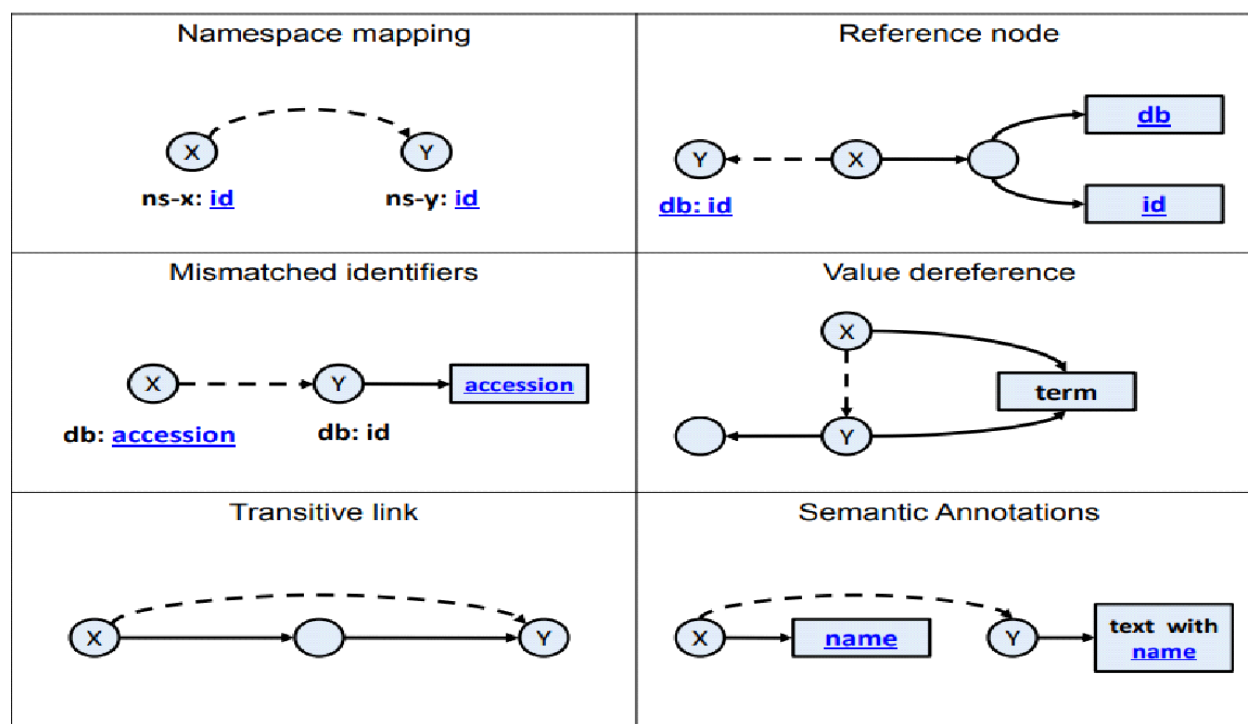 Namespace mapping
X
Y
ns-x: id
ns-y: id
Reference node
db
Y
X
db: id
id
Mismatched identifiers
X
Y
accession
db: accession
db: id
Value dereference
X
term
Y
Transitive link
X
Y
Semantic Annotations
X
name
Y
text with
name